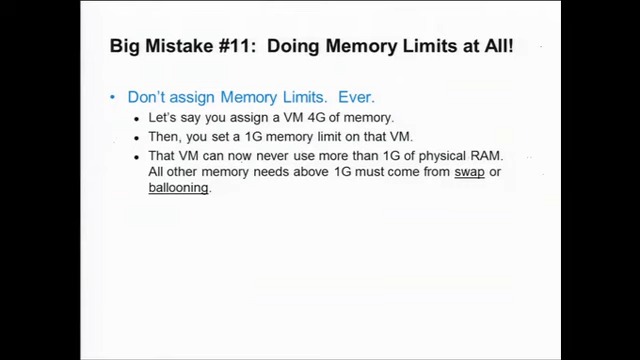 Big Mistake #11:  Doing Memory Limits at All!
• Don't assign Memory Limits.  Ever.
• Let's say you assign a VM 4G of memory.
• Then, you set a 1G memory limit on that VM.
• That VM can now never use more than 1G of physical RAM.
All other memory needs above 1G must come from swap or
ballooning.